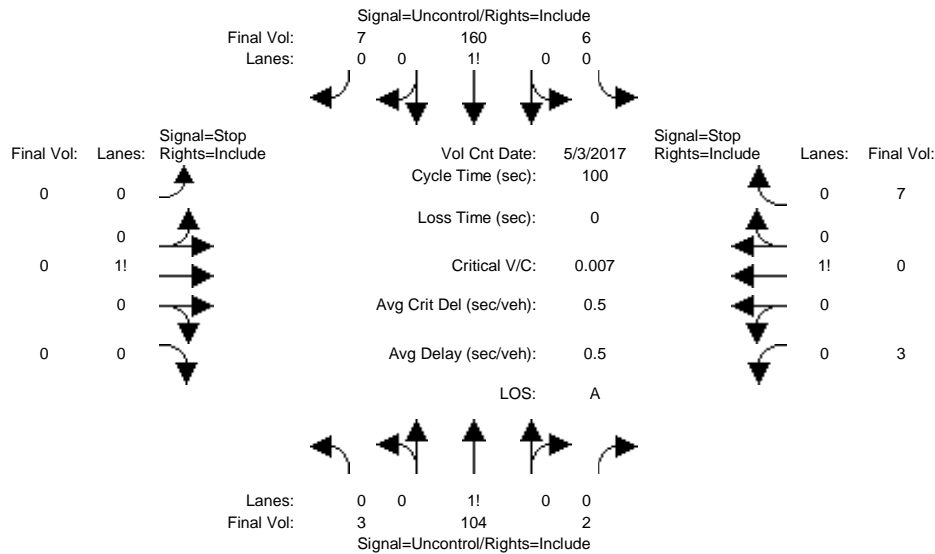 Signal=Uncontrol/Rights=Include
Final Vol: 7 160 6
Lanes: 0 0 1! 0 0
Signal=Stop Signal=Stop
Final Vol: Lanes: Rights=Include Vol Cnt Date: 5/3/2017 Rights=Include Lanes: Final Vol:
Cycle Time (sec): 100
0 0 0 7
Loss Time (sec): 0
0 0
0 1! Critical V/C: 0.007 1! 0
0 Avg Crit Del (sec/veh): 0.5 0
0 0 Avg Delay (sec/veh): 0.5 0 3
LOS: A
Lanes: 0 0 1! 0 0
Final Vol: 3 104 2
Signal=Uncontrol/Rights=Include